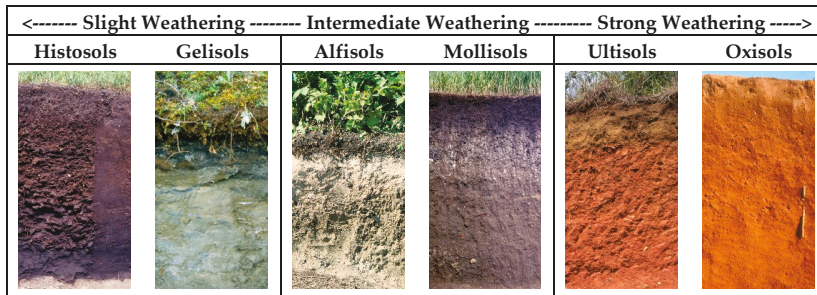 <------- Slight Weathering -------- Intermediate Weathering --------- Strong Weathering ----->
Histosols Gelisols Alfisols Mollisols Ultisols Oxisols